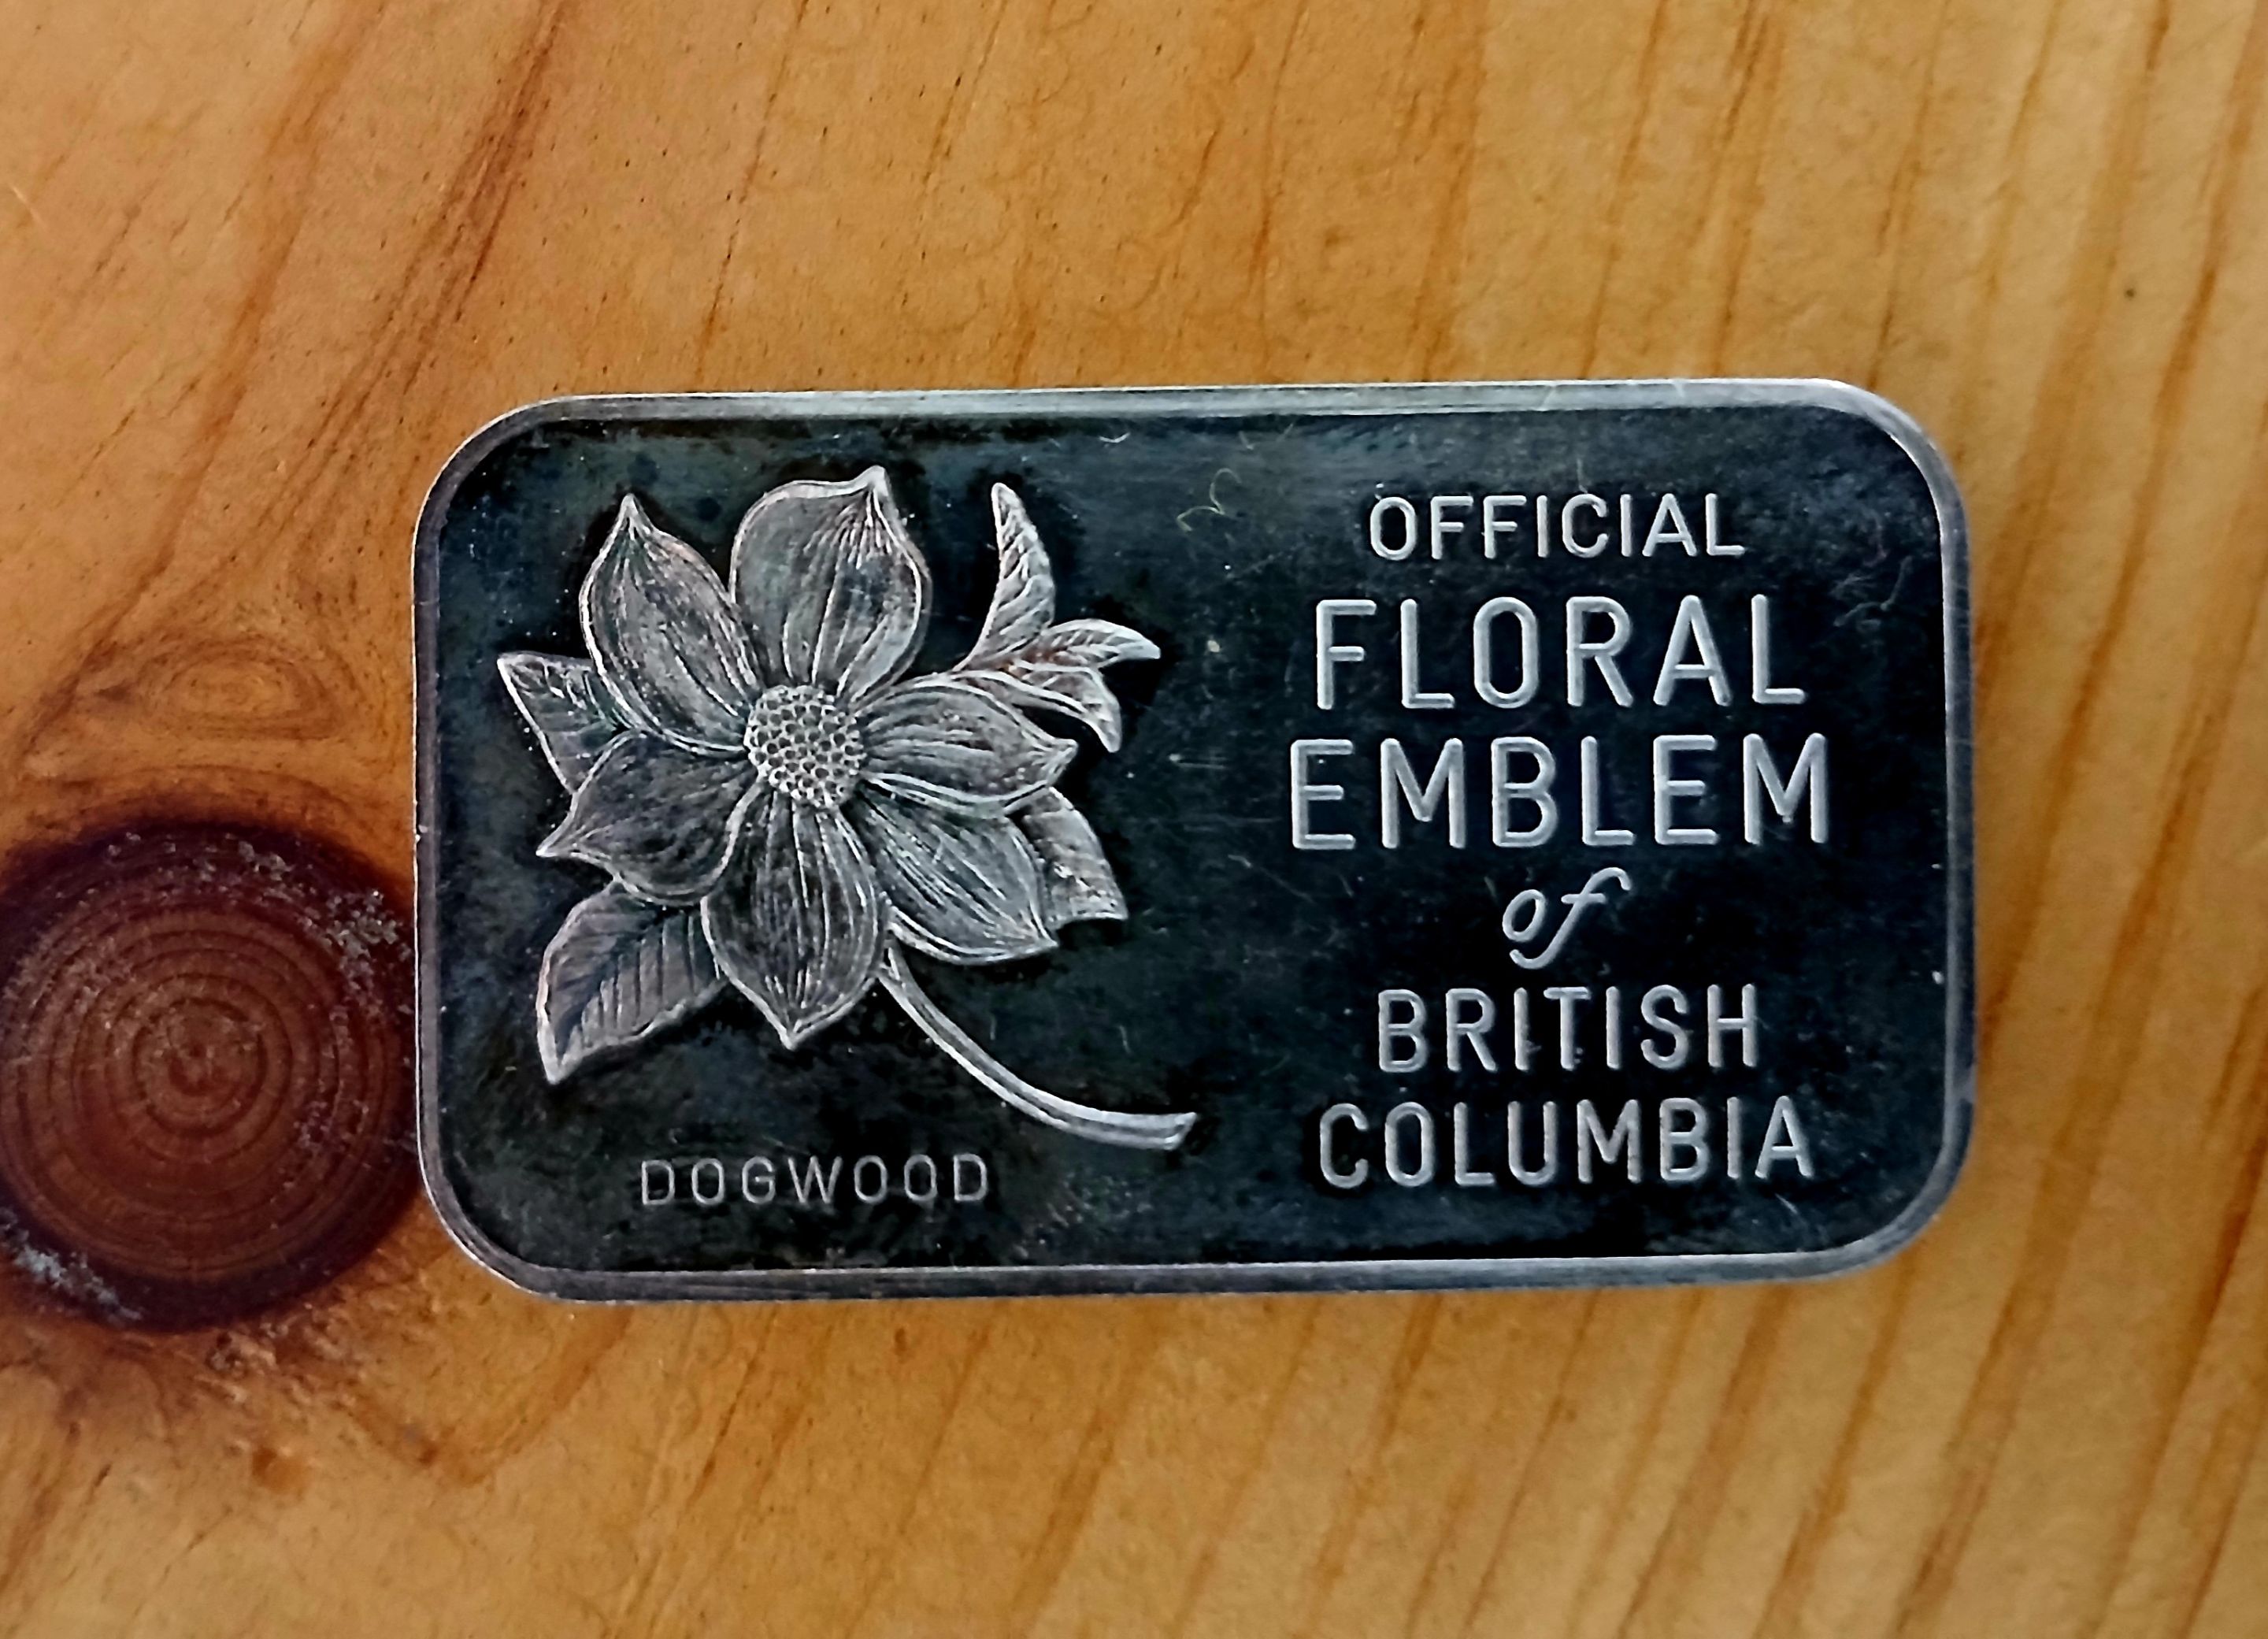 OFFICIAL
FLORAL
EMBLEM
of
BRITISH
COLUMBIA
DOGWOOD